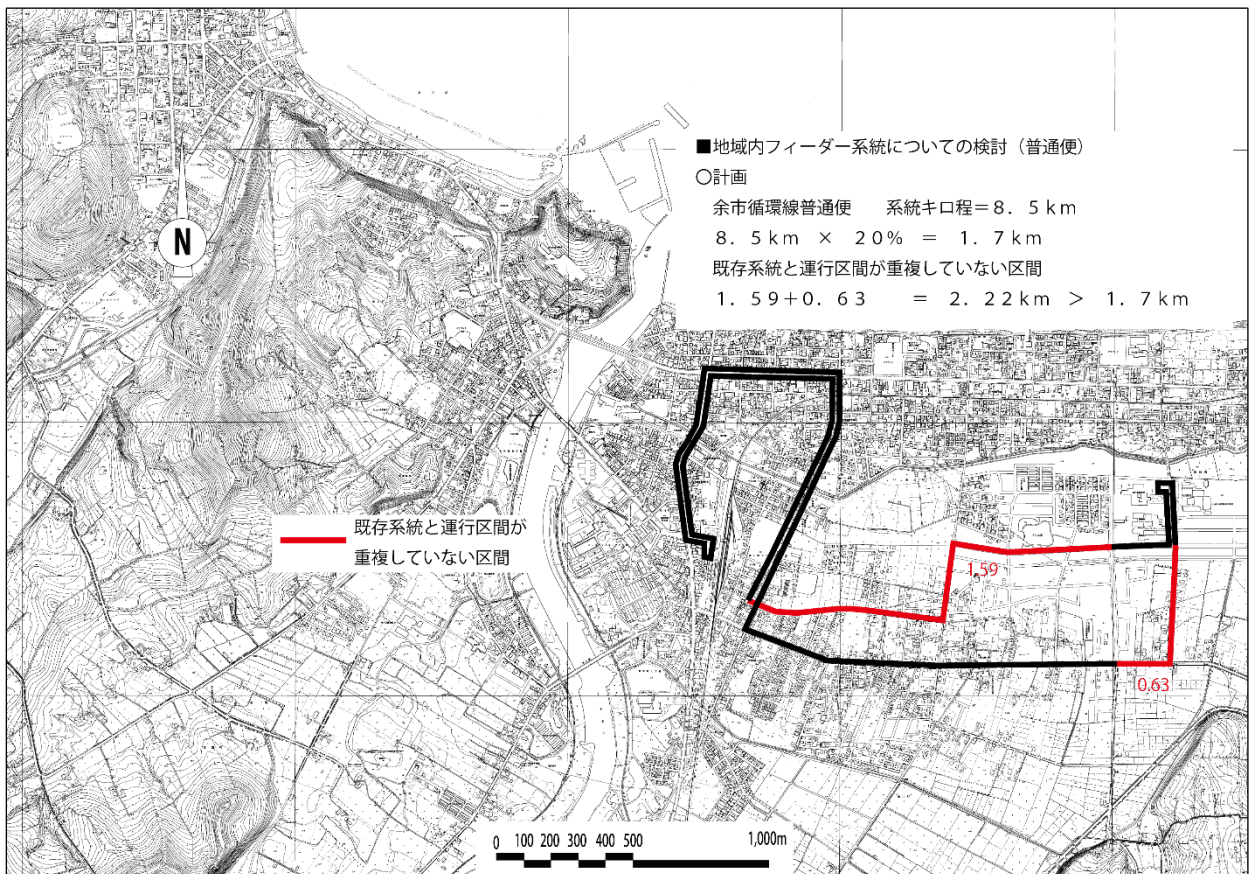 ■地域内フィーダー系統についての検討（普通便）
○計画
余市循環線普通便　系統キロ程＝８．５ｋｍ
８．５ｋｍ　×　２０％　＝　１．７ｋｍ
既存系統と運行区間が重複していない区間
１．５９＋０．６３　＝　２．２２ｋｍ　＞　１．７ｋｍ
N
既存系統と運行区間が
重複していない区間
1.59
0.63
0 100 200 300 400 500 1,000m